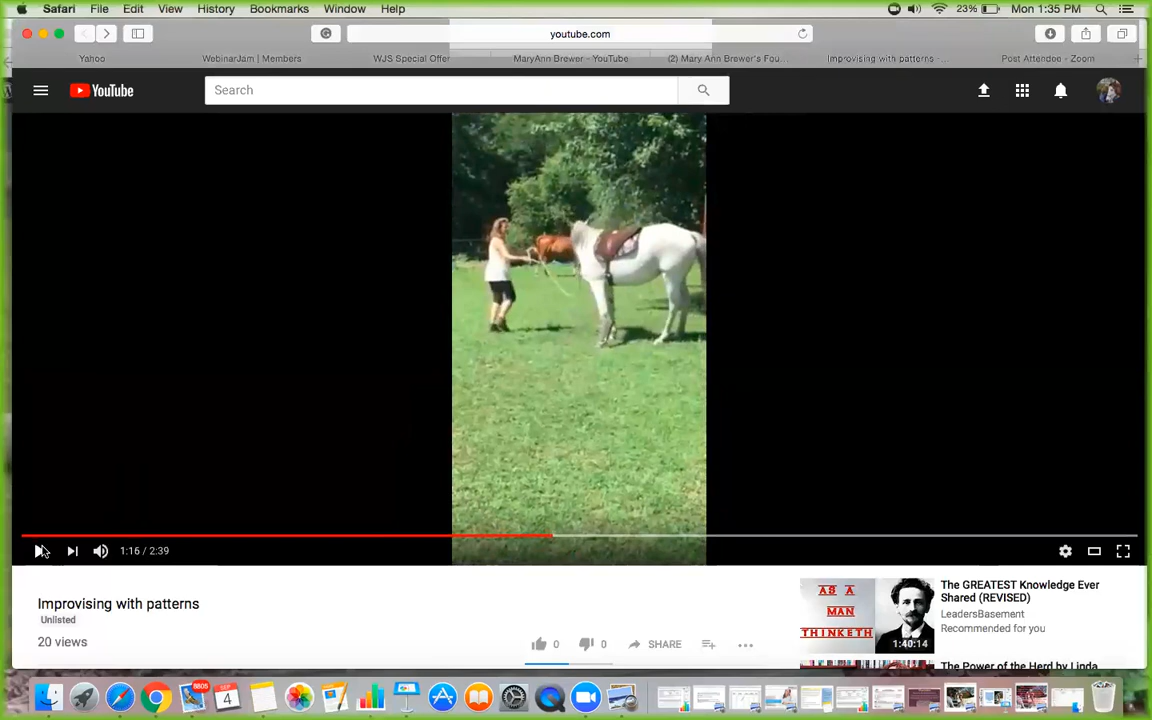 Safari File Edit View History Bookmarks Window Help 23% Mon 1:35 PM
youtube.com
Yahoo WebinarJam | Members WJS Special Offer MaryAnn Brewer - YouTube (2) Mary Ann Brewer's Fou... Improvising with patterns -... Post Attendee - Zoom
YouTube Search
1:16 / 2:39
Improvising with patterns
Unlisted
20 views
0 0 SHARE
AS A
MAN
THINKETH
1:40:14
The GREATEST Knowledge Ever
Shared (REVISED)
LeadersBasement
Recommended for you
The Power of the Herd by Linda
6805
SEP
4